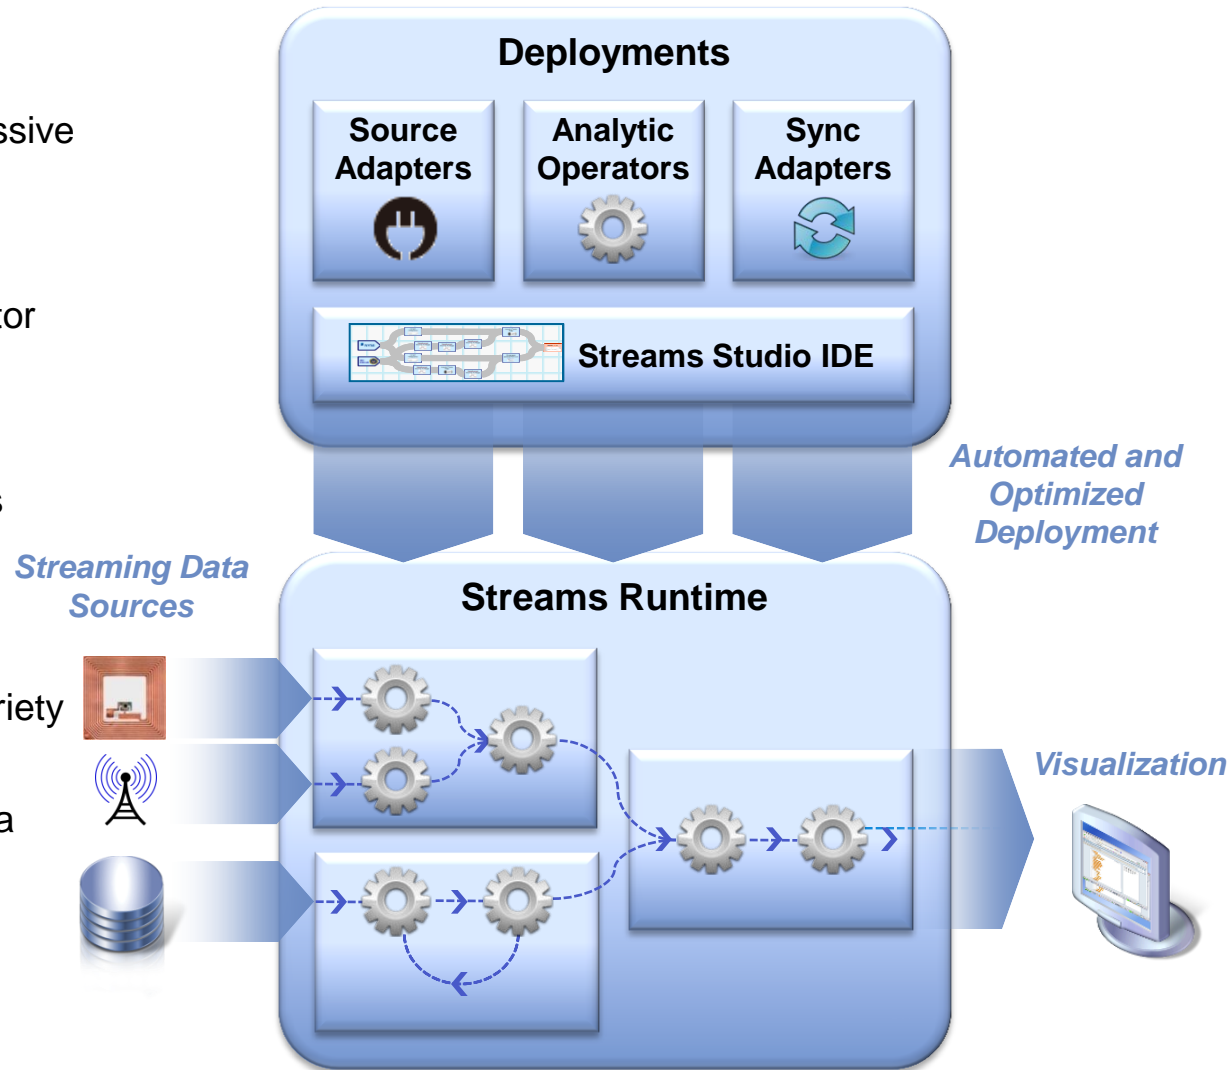 Deployments
ssive
Source
Adapters
Analytic
Operators
Sync
Adapters
tor
Streams Studio IDE
Automated and
Optimized
Deployment
s
Streaming Data
Sources
Streams Runtime
riety
a
Visualization